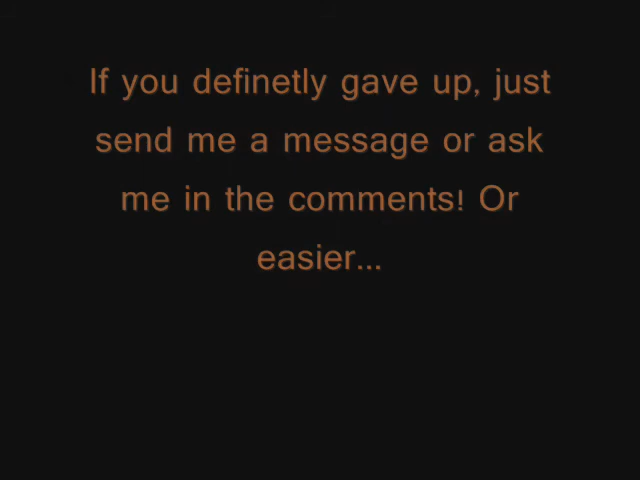 If you definetly gave up, just
send me a message or ask
me in the comments! Or
easier...